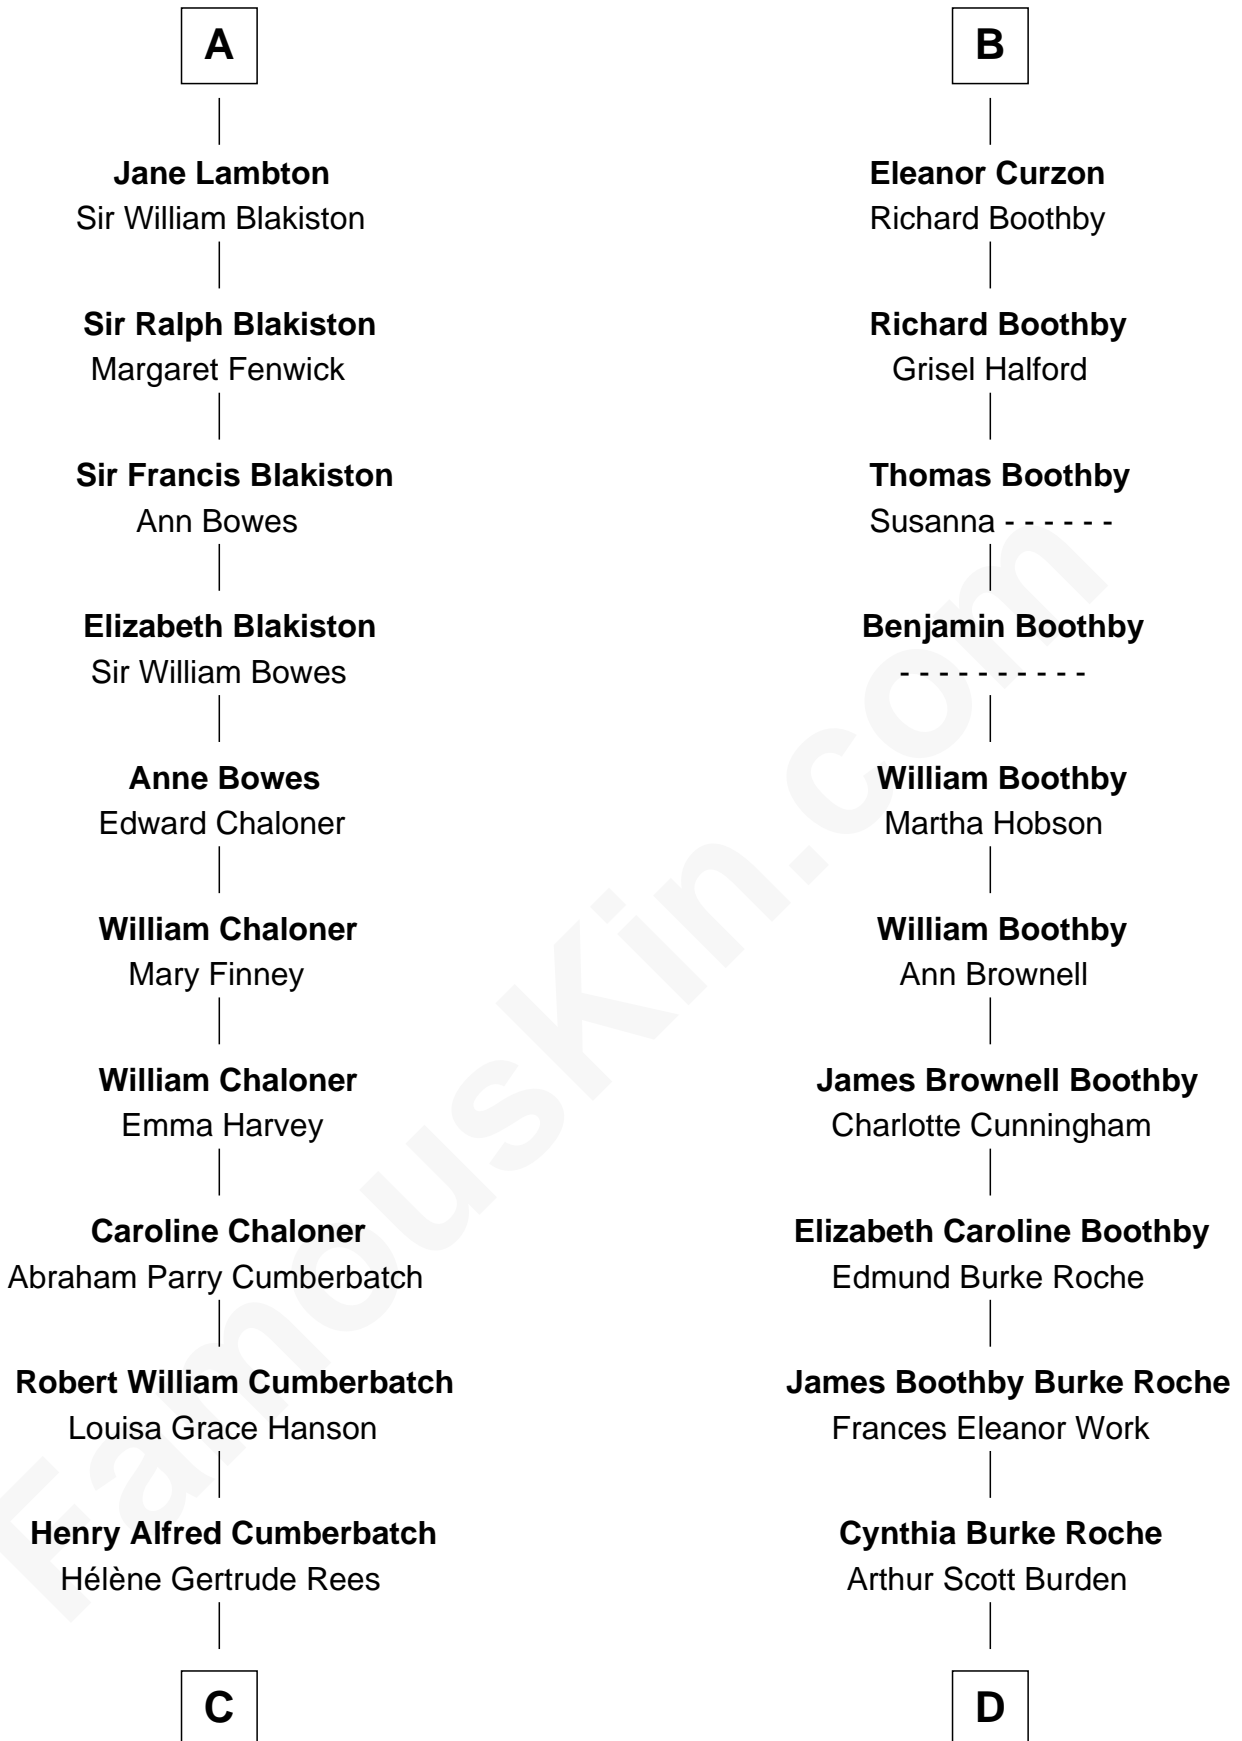 A
Jane Lambton
Sir William Blakiston
Sir Ralph Blakiston
Margaret Fenwick
Sir Francis Blakiston
Ann Bowes
Elizabeth Blakiston
Sir William Bowes
Anne Bowes
Edward Chaloner
William Chaloner
Mary Finney
William Chaloner
Emma Harvey
Caroline Chaloner
Abraham Parry Cumberbatch
Robert William Cumberbatch
Louisa Grace Hanson
Henry Alfred Cumberbatch
Hélène Gertrude Rees
C
B
Eleanor Curzon
Richard Boothby
Richard Boothby
Grisel Halford
Thomas Boothby
Susanna - - - - - -
Benjamin Boothby
- - - - - - - - - -
William Boothby
Martha Hobson
William Boothby
Ann Brownell
James Brownell Boothby
Charlotte Cunningham
Elizabeth Caroline Boothby
Edmund Burke Roche
James Boothby Burke Roche
Frances Eleanor Work
Cynthia Burke Roche
Arthur Scott Burden
D
FamousKin.com